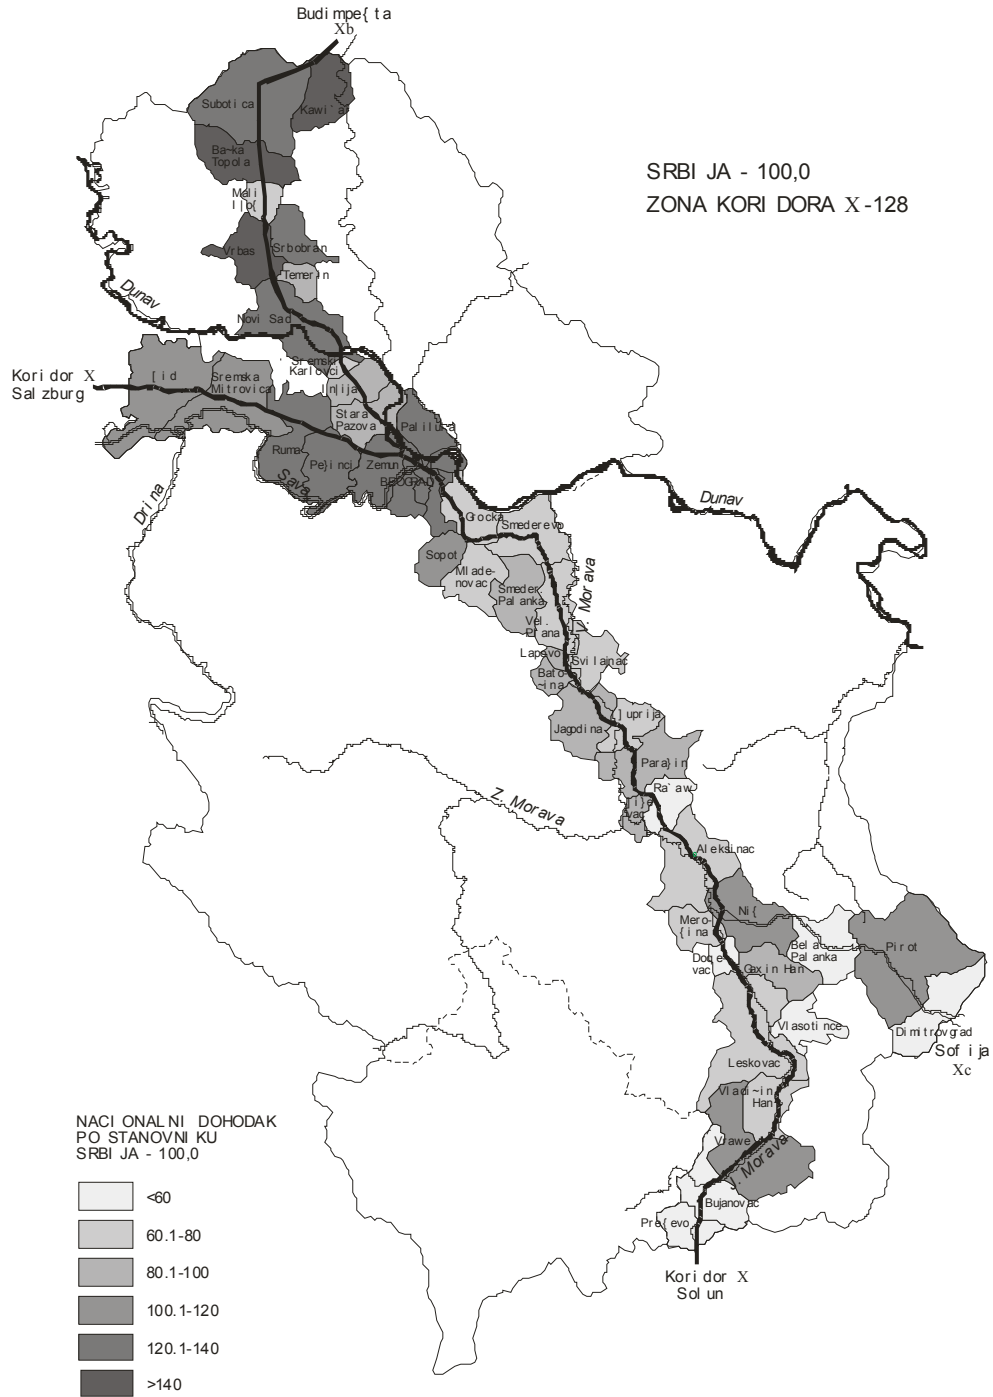 Budimpe{ta
Xb
Subotica
Kawi`a
Ba~ka
Topola
SRBIJA - 100,0
ZONA KORIDORA X -128
Mali
I|o{
Vrbas
Srbobran
Temerin
Dunav
Novi Sad
Sremski
Karlovci
Koridor X
Salzburg
[id
Sremska
Mitrovica
In|ija
Stara
Pazova
Palilula
Ruma
Pe}inci
Zemun
BEOGRAD
Sava
Drina
Dunav
Grocka
Smederevo
Sopot
Mlade-
novac
Smeder.
Palanka
V. Morava
Vel.
Plana
Lapovo
Svilajnac
Bato-
~ina
]uprija
Jagodina
Para}in
Ra`aw
Z. Morava
]i}e
vac
Aleksinac
Ni{
Mero-
{ina
Bela
Palanka
Pirot
Doqe-
vac
Gaxin Han
Vlasotince
Dimitrovgrad
Sofija
Xc
Leskovac
Vladi~in
Han
Vrawe
J. Morava
Bujanovac
Pre{evo
Koridor X
Solun
NACIONALNI DOHODAK
PO STANOVNIKU
SRBIJA - 100,0
<60
60.1-80
80.1-100
100.1-120
120.1-140
>140